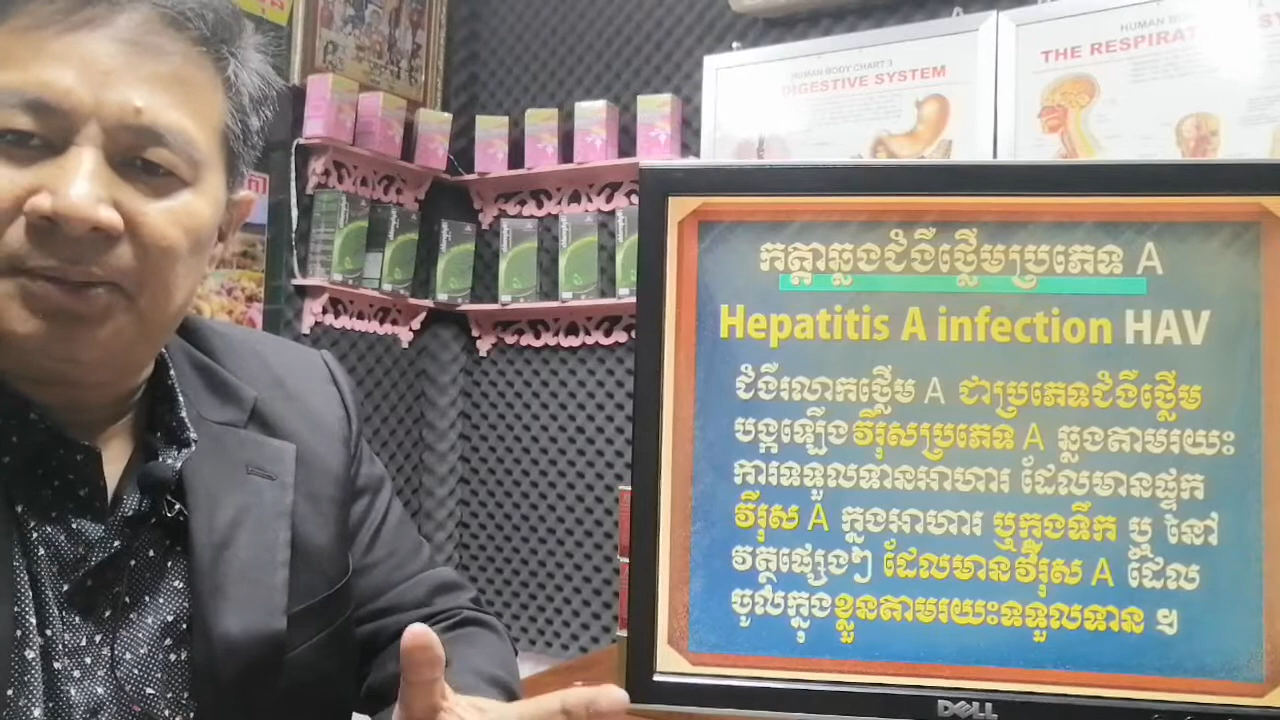 HUMAN BODY CHART 3
DIGESTIVE SYSTEM
HUMAN BO
THE RESPIRAT
កត្តាឆ្លងជំងឺថ្លើមប្រភេទ A
Hepatitis A infection HAV
ជំងឺរលាកថ្លើម A ជាប្រភេទជំងឺថ្លើម
បង្កឡើងវីរុសប្រភេទ A ឆ្លងតាមរយះ
ការទទួលទានអាហារ ដែលមានផ្ទុក
វីរុស A ក្នុងអាហារ ឬក្នុងទឹក ឬ នៅ
វត្ថុផ្សេងៗ ដែលមានវីរុស A ដែល
ចូលក្នុងខ្លួនតាមរយះទទួលទាន ។
DELL